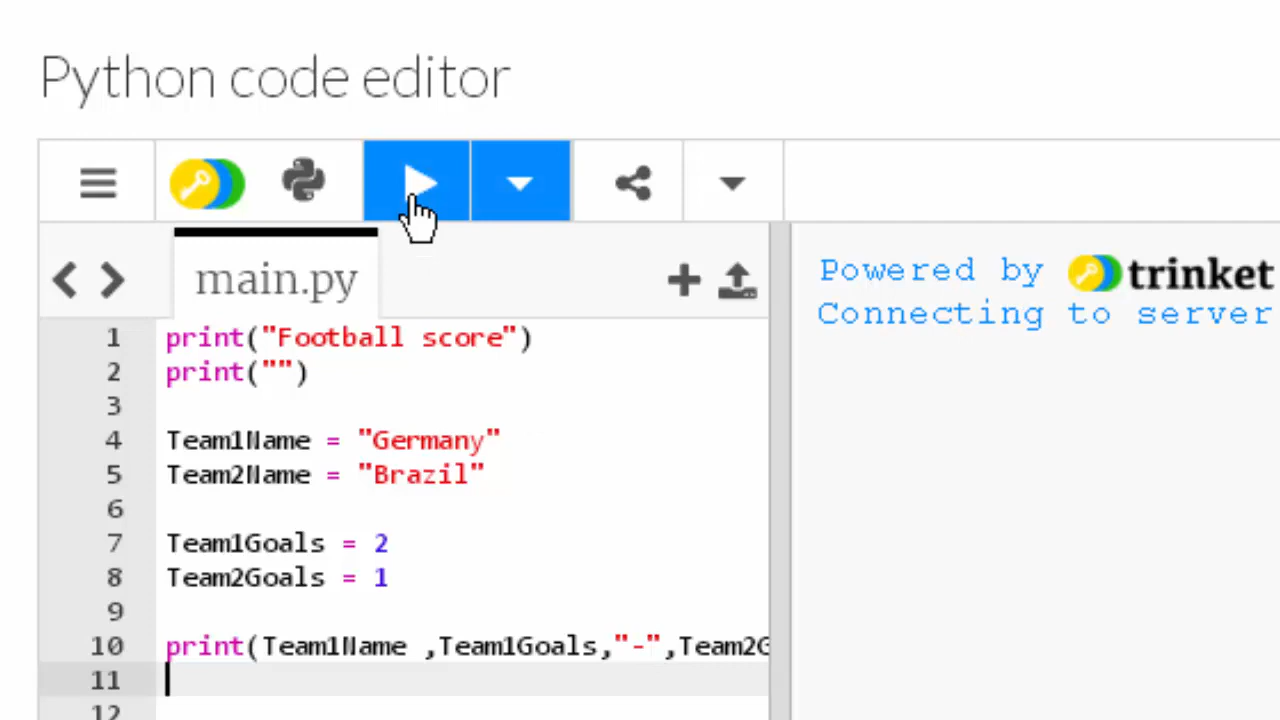 Python code editor
main.py
Powered by trinket
Connecting to server
1 print("Football score")
2 print("")
3
4 Team1Name = "Germany"
5 Team2Name = "Brazil"
6
7 Team1Goals = 2
8 Team2Goals = 1
9
10 print(Team1Name ,Team1Goals,"-",Team2G
11
12